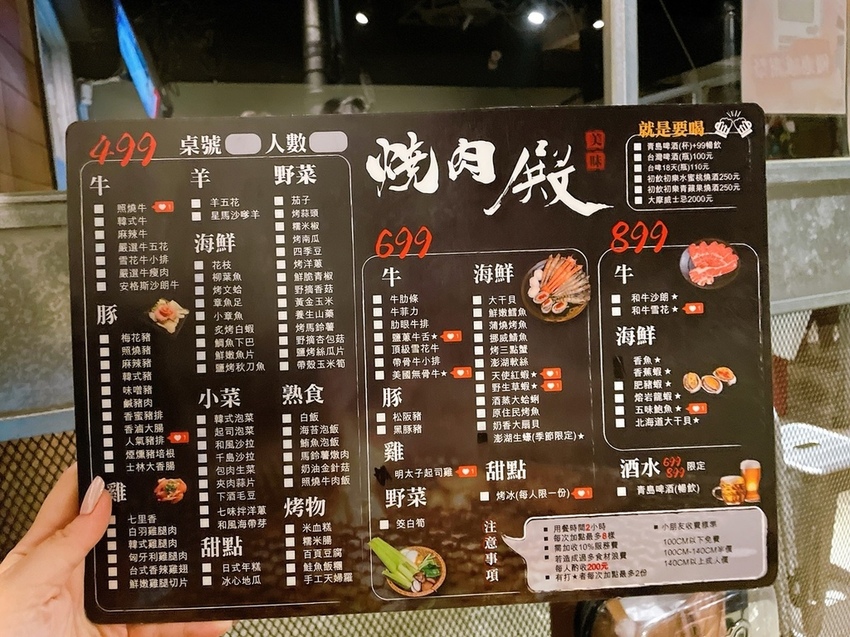 499
桌號
人數
牛
照燒牛
韓式牛
麻辣牛
嚴選牛五花
雪花牛小排
嚴選牛瘦肉
安格斯沙朗牛
豚
梅花豬
照燒豬
麻辣豬
韓式豬
味噌豬
鹹豬肉
香蜜豬排
香滷大腸
人氣豬排
煙燻豬培根
士林大香腸
雞
七里香
白羽雞腿肉
韓式雞腿肉
匈牙利雞腿肉
台式香辣雞翅
鮮嫩雞腿切片
羊
羊五花
星馬沙嗲羊
海鮮
花枝
柳葉魚
烤文蛤
章魚足
小章魚
炙烤白蝦
鯛魚下巴
鮮嫩魚片
鹽烤秋刀魚
小菜
韓式泡菜
起司泡菜
和風沙拉
千島沙拉
包肉生菜
夾肉蒜片
下酒毛豆
七味拌洋蔥
和風海帶芽
甜點
日式年糕
冰心地瓜
野菜
茄子
烤蒜頭
糯米椒
烤南瓜
四季豆
烤洋蔥
鮮脆青椒
野摘香菇
黃金玉米
養生山藥
烤馬鈴薯
野摘杏包菇
鹽烤絲瓜片
帶殼玉米筍
熟食
白飯
海苔泡飯
鮪魚泡飯
馬鈴薯燉肉
奶油金針菇
照燒牛肉飯
烤物
米血糕
糯米腸
百頁豆腐
鮭魚飯糰
手工天婦羅
燒肉殿
美味
699
牛
牛肋條
牛菲力
肋眼牛排
鹽蔥牛舌★
頂級雪花牛
帶骨牛小排
美國無骨牛★
豚
松阪豬
黑豚豬
雞
明太子起司雞
野菜
筊白筍
海鮮
大干貝
鮮嫩鱈魚
蒲燒烤魚
挪威鯖魚
烤三點蟹
澎湖軟絲
天使紅蝦★
野生草蝦★
酒蒸大蛤蜊
原住民烤魚
奶香大扇貝
澎湖生蠔(季節限定)★
甜點
烤冰(每人限一份)
就是要喝
青島啤酒(杯)+99暢飲
台灣啤酒(瓶)100元
台啤18天(瓶)110元
初飲初樂水蜜桃燒酒250元
初飲初樂青蘋果燒酒250元
大摩威士忌2000元
899
牛
和牛沙朗★
和牛雪花★
海鮮
香魚★
香蕉蝦★
肥豬蝦★
熔岩龍蝦★
五味鮑魚★
北海道大干貝★
酒水
699
899
限定
青島啤酒(暢飲)
注意事項
用餐時間2小時
每次加點最多8樣
開加收10%服務費
若造成過多食材浪費
每人酌收200元
有打★者每次加點最多2份
小朋友收費標準
100CM以下免費
100CM-140CM半價
140CM以上成人價